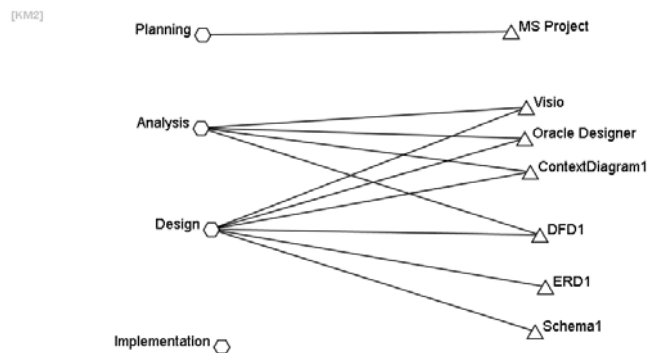 [KM2]
Planning
MS Project
Visio
Analysis
Oracle Designer
ContextDiagram1
Design
DFD1
ERD1
Schema1
Implementation